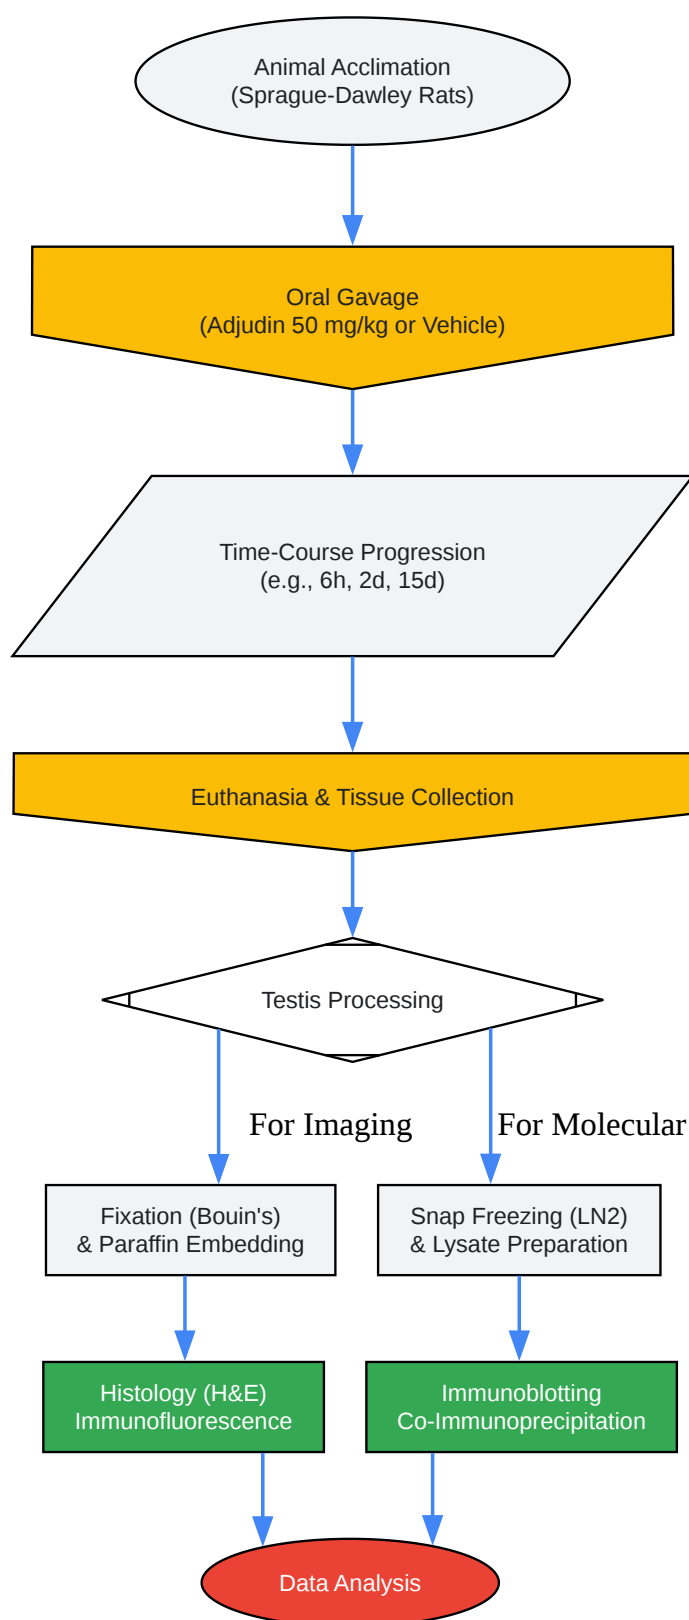 Animal Acclimation
(Sprague-Dawley Rats)
Oral Gavage
(Adjudin 50 mg/kg or Vehicle)
Time-Course Progression
(e.g., 6h, 2d, 15d)
Euthanasia & Tissue Collection
Testis Processing
For Imaging
For Molecular
Fixation (Bouin's)
& Paraffin Embedding
Snap Freezing (LN2)
& Lysate Preparation
Histology (H&E)
Immunofluorescence
Immunoblotting
Co-Immunoprecipitation
Data Analysis